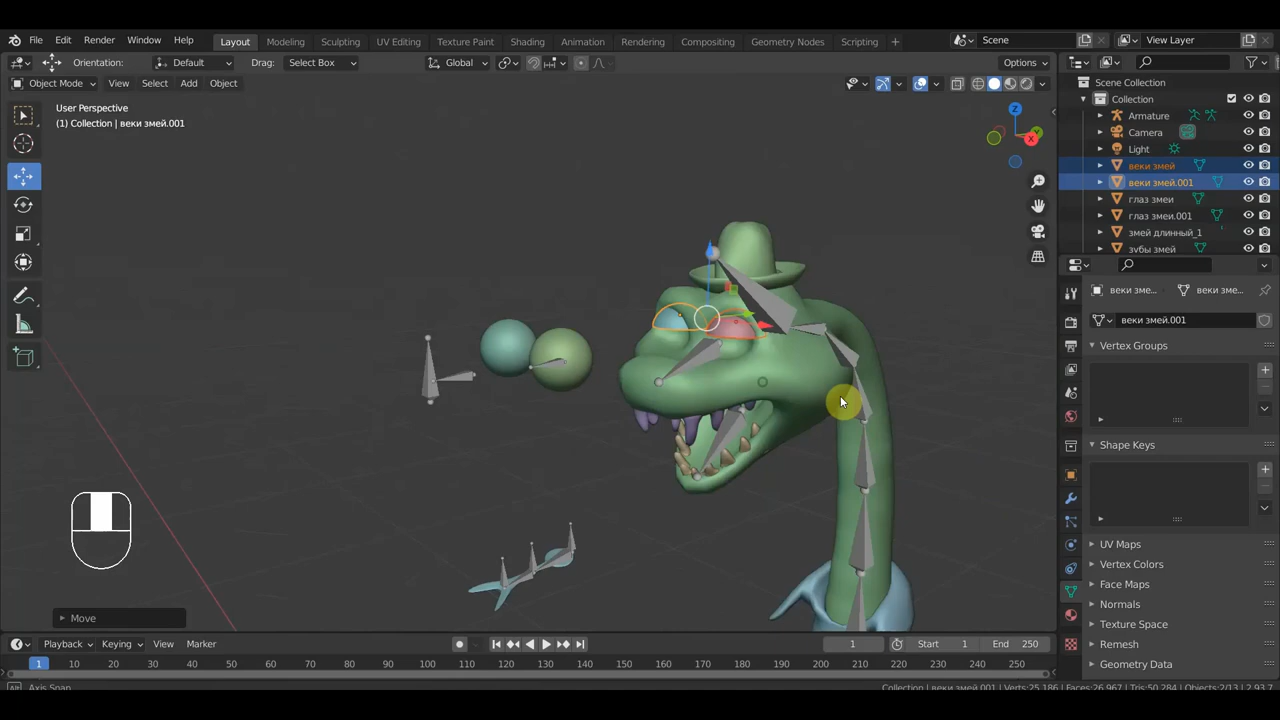 File Edit Render Window Help Layout Modeling Sculpting UV Editing Texture Paint Shading Animation Rendering Compositing Geometry Nodes Scripting + Scene View Layer
Orientation: Default Drag: Select Box Global Options
Object Mode View Select Add Object
User Perspective
(1) Collection | веки змей.001
Z
X
Scene Collection
Collection
Armature
Camera
Light
веки змей
веки змей.001
глаз змеи
глаз змеи.001
змей длинный_1
зубы змей
веки зме... веки зме...
веки змей.001
Vertex Groups
Shape Keys
UV Maps
Vertex Colors
Face Maps
Normals
Texture Space
Remesh
Geometry Data
Move
Playback Keying View Marker 1 Start 1 End 250
1 10 20 30 40 50 60 70 80 90 100 110 120 130 140 150 160 170 180 190 200 210 220 230 240 250
Axis Snap Collection | веки змей.001 | Verts:25,186 | Faces:26,967 | Tris:50,284 | Objects:2/13 | 2.93.7